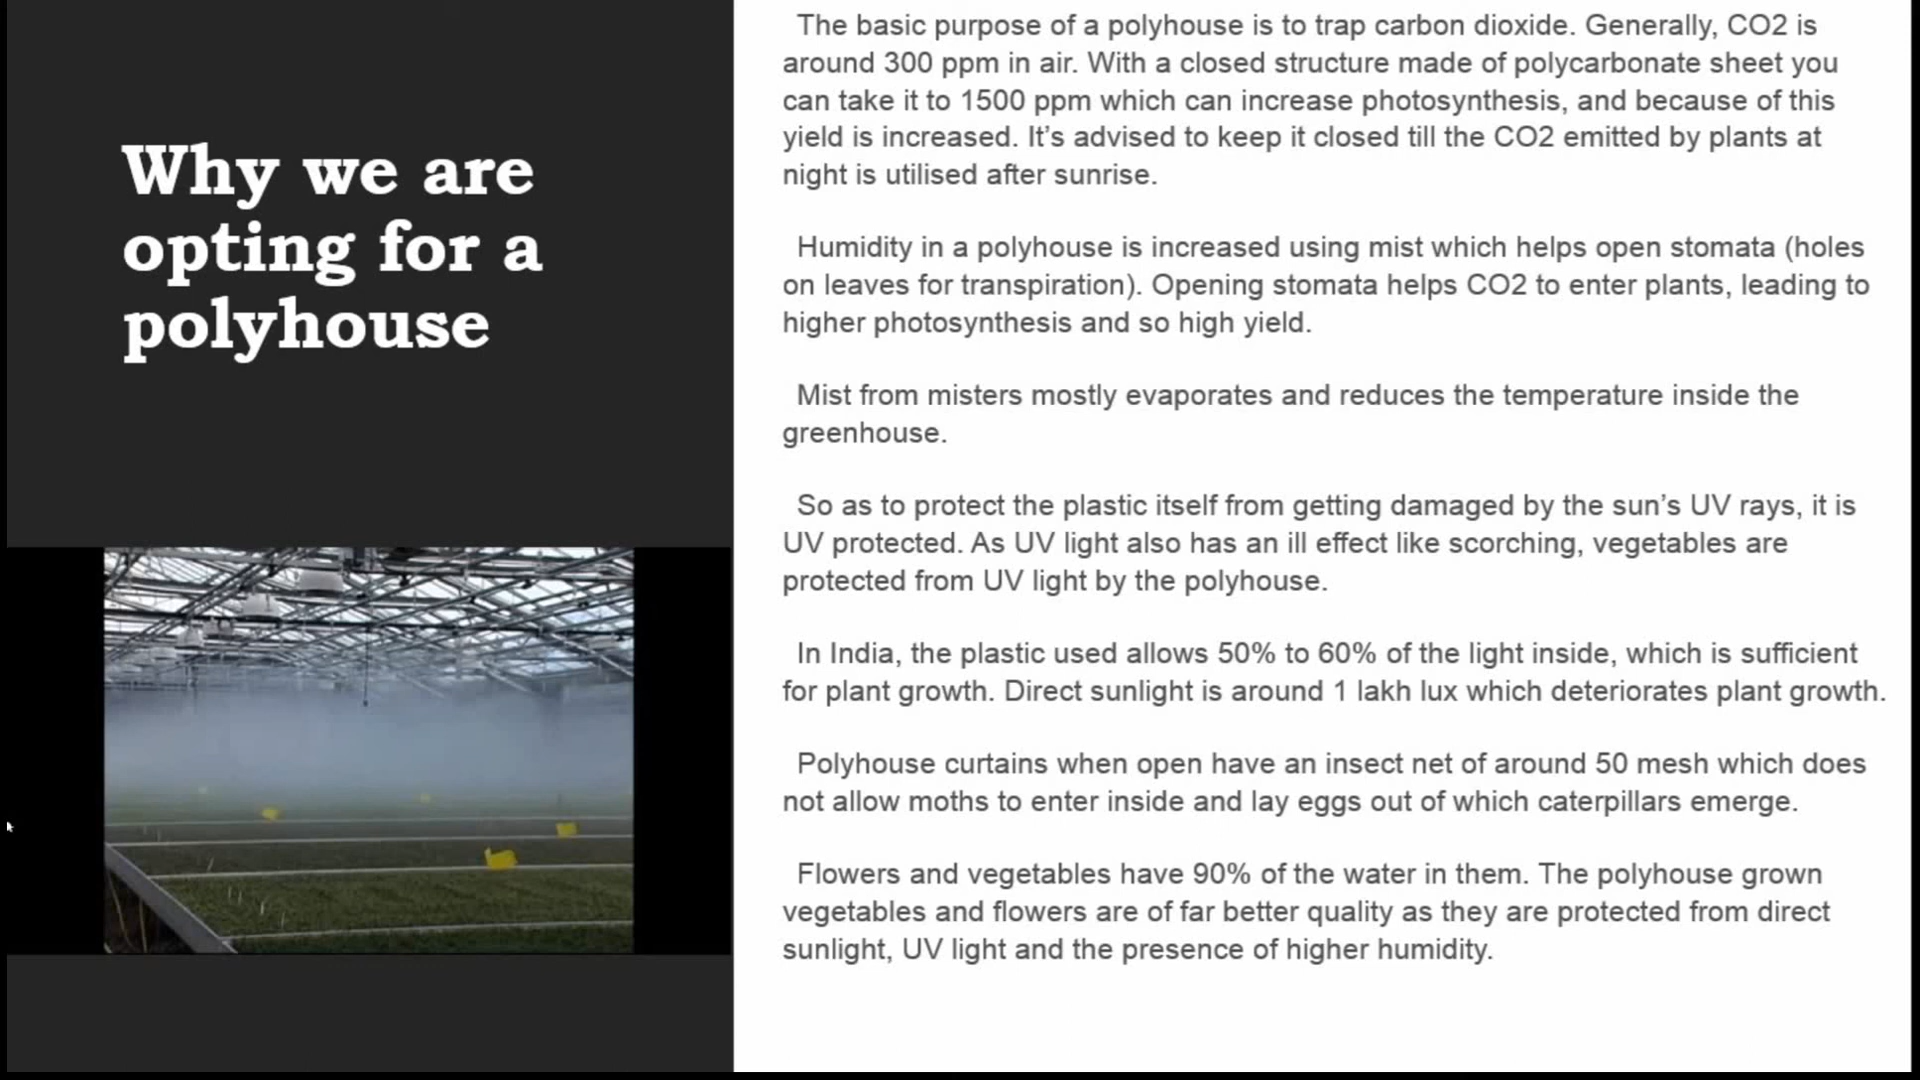 Why we are
opting for a
polyhouse
The basic purpose of a polyhouse is to trap carbon dioxide. Generally, CO2 is
around 300 ppm in air. With a closed structure made of polycarbonate sheet you
can take it to 1500 ppm which can increase photosynthesis, and because of this
yield is increased. It’s advised to keep it closed till the CO2 emitted by plants at
night is utilised after sunrise.
Humidity in a polyhouse is increased using mist which helps open stomata (holes
on leaves for transpiration). Opening stomata helps CO2 to enter plants, leading to
higher photosynthesis and so high yield.
Mist from misters mostly evaporates and reduces the temperature inside the
greenhouse.
So as to protect the plastic itself from getting damaged by the sun’s UV rays, it is
UV protected. As UV light also has an ill effect like scorching, vegetables are
protected from UV light by the polyhouse.
In India, the plastic used allows 50% to 60% of the light inside, which is sufficient
for plant growth. Direct sunlight is around 1 lakh lux which deteriorates plant growth.
Polyhouse curtains when open have an insect net of around 50 mesh which does
not allow moths to enter inside and lay eggs out of which caterpillars emerge.
Flowers and vegetables have 90% of the water in them. The polyhouse grown
vegetables and flowers are of far better quality as they are protected from direct
sunlight, UV light and the presence of higher humidity.